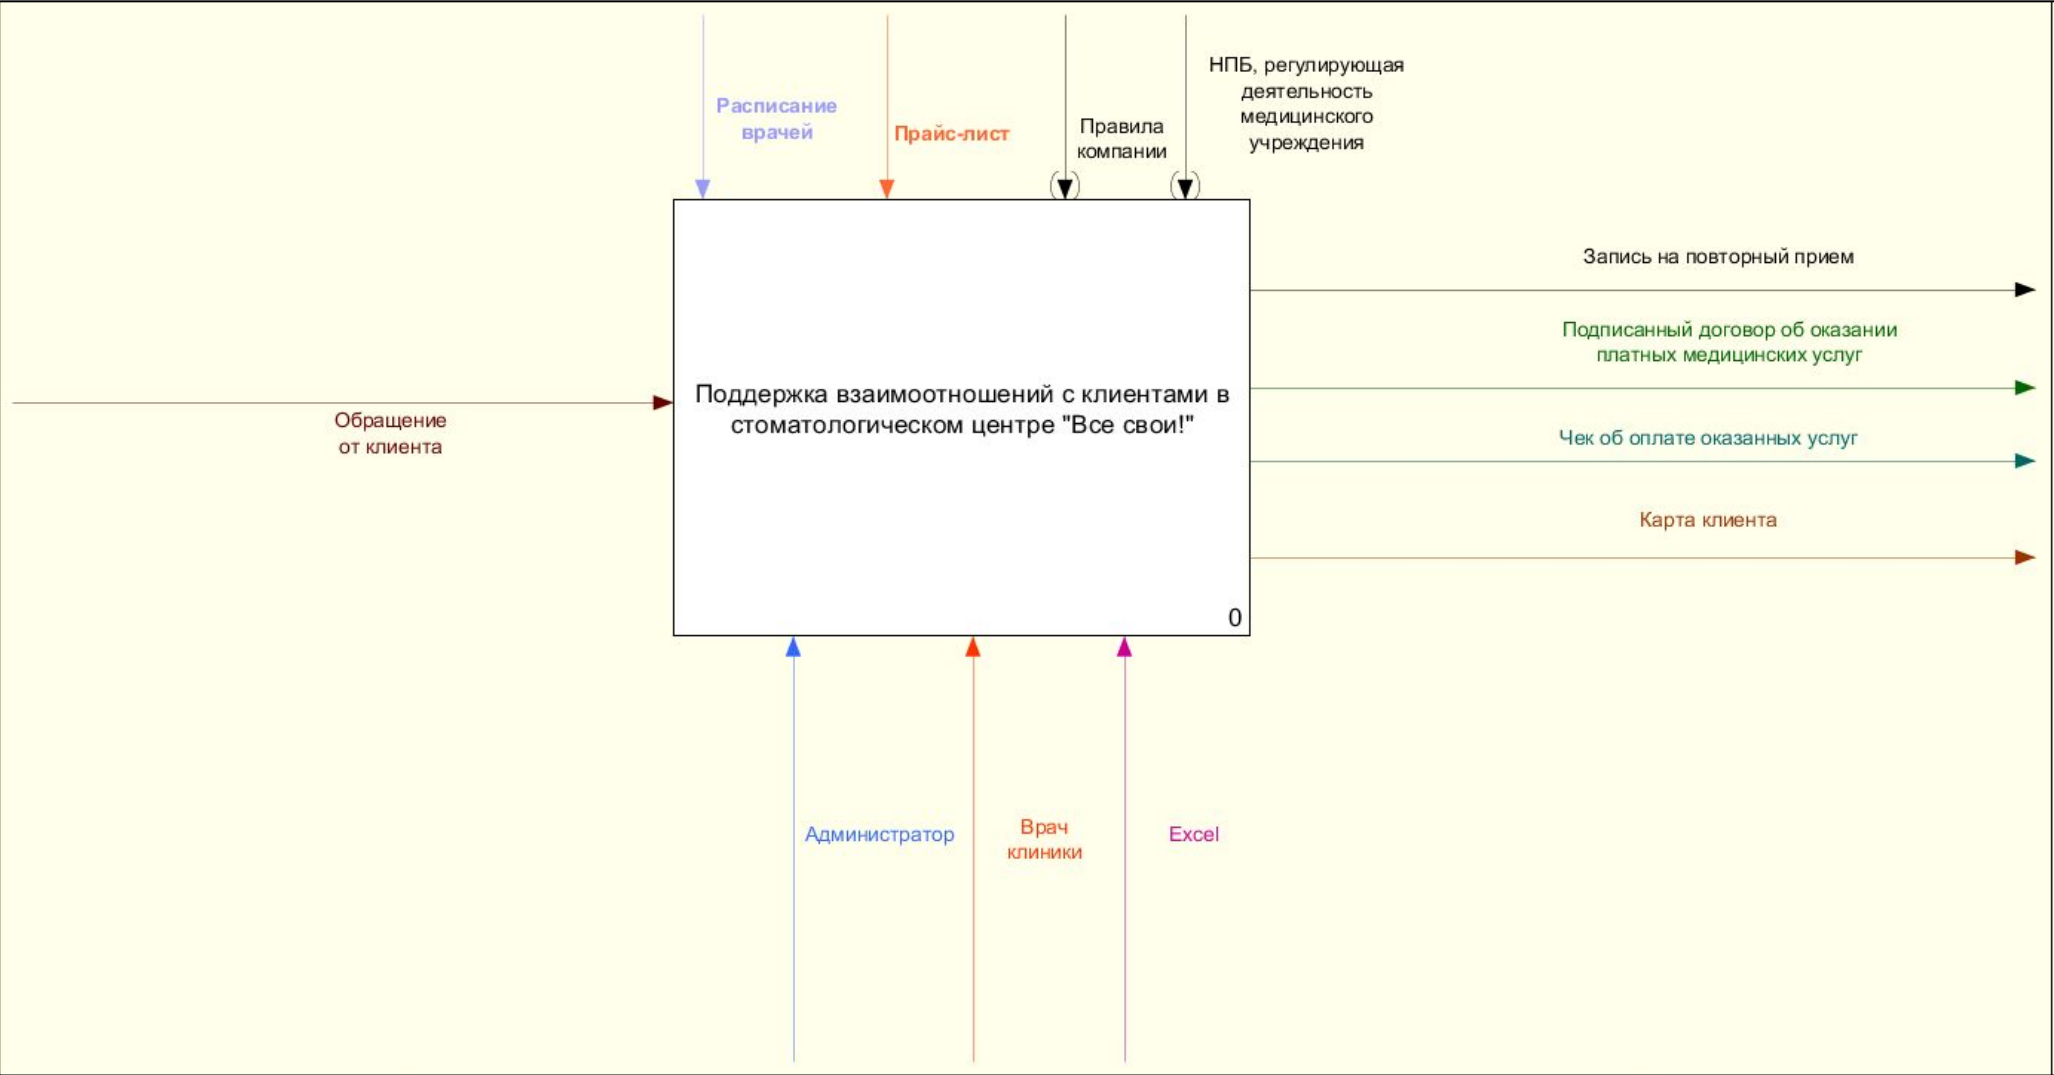 Расписание
врачей
Прайс-лист
Правила
компании
НПБ, регулирующая
деятельность
медицинского
учреждения
Запись на повторный прием
Подписанный договор об оказании
платных медицинских услуг
Чек об оплате оказанных услуг
Карта клиента
Обращение
от клиента
Поддержка взаимоотношений с клиентами в
стоматологическом центре "Все свои!"
0
Администратор
Врач
клиники
Excel